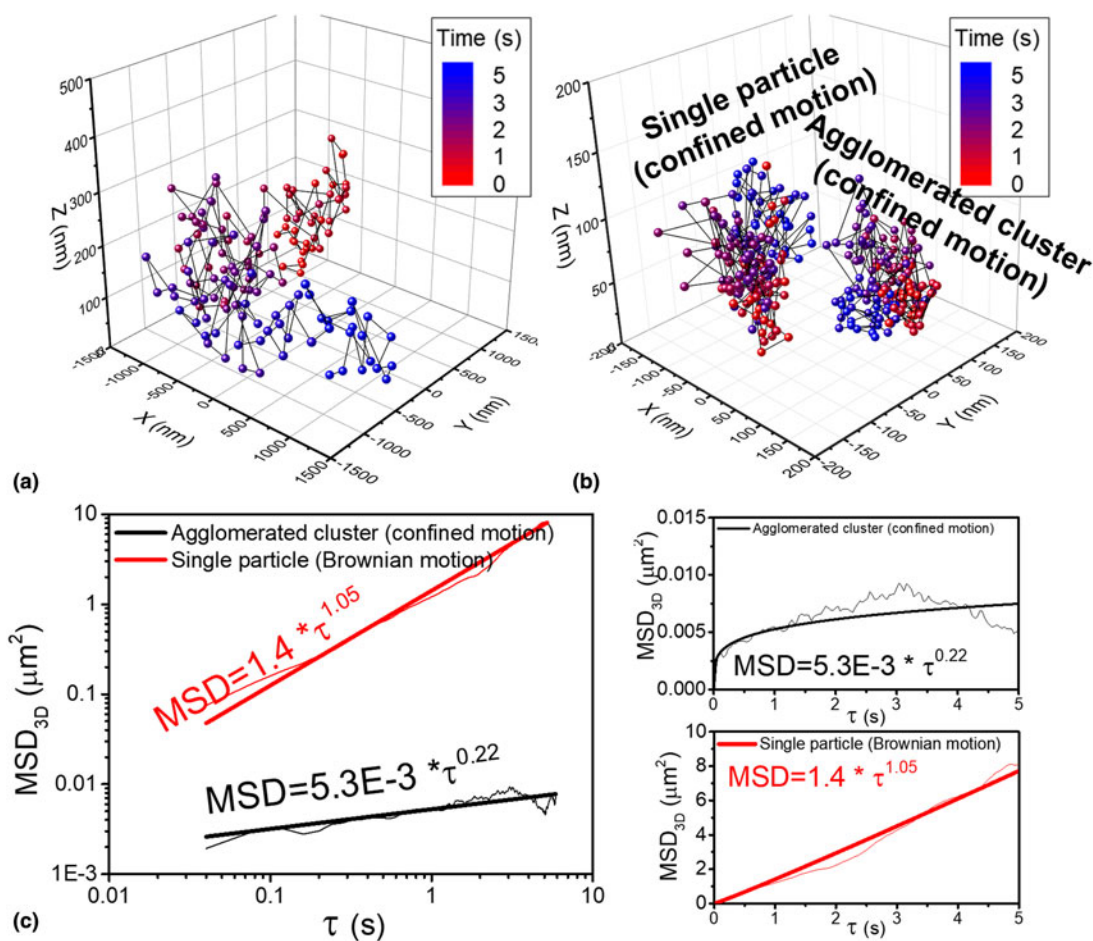 Time (s)
5
3
2
1
0
500
400
300
200
100
0
Z (nm)
-1500
-1000
-500
0
500
1000
1500
X (nm)
-1500
-1000
-500
0
500
1000
1500
Y (nm)
(a)
Time (s)
5
3
2
1
0
Single particle
(confined motion)
Agglomerated cluster
(confined motion)
200
150
100
50
Z (nm)
-200
-150
-100
-50
0
50
100
150
200
X (nm)
-200
-150
-100
-50
0
50
100
150
200
Y (nm)
(b)
Agglomerated cluster (confined motion)
Single particle (Brownian motion)
MSD=1.4 * τ^1.05
MSD=5.3E-3 * τ^0.22
10
1
0.1
0.01
1E-3
MSD3D (μm²)
0.01
0.1
1
10
τ (s)
(c)
Agglomerated cluster (confined motion)
MSD=5.3E-3 * τ^0.22
0.015
0.010
0.005
0.000
MSD3D (μm²)
0
1
2
3
4
5
τ (s)
Single particle (Brownian motion)
MSD=1.4 * τ^1.05
8
6
4
2
0
MSD3D (μm²)
0
1
2
3
4
5
τ (s)